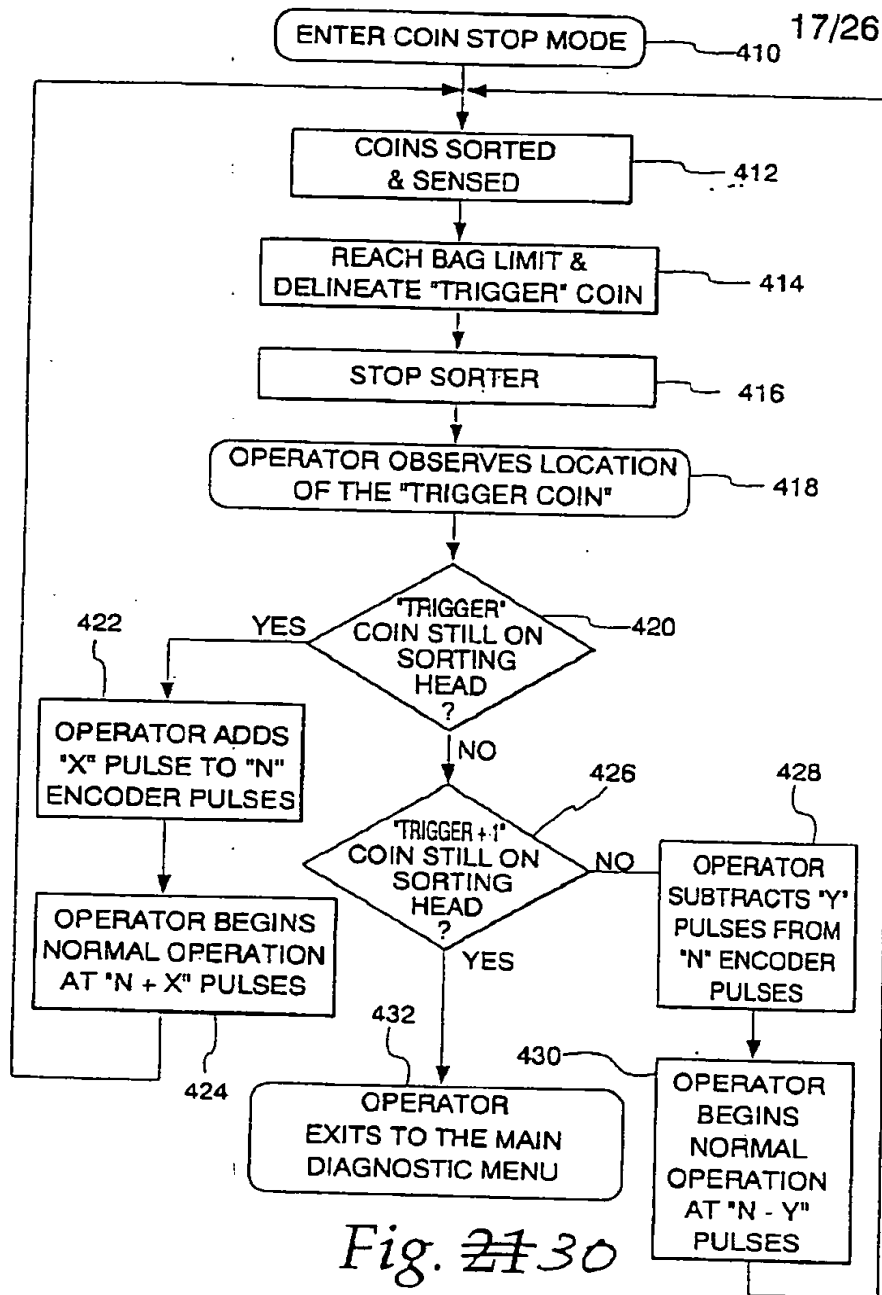 17/26
ENTER COIN STOP MODE
410
COINS SORTED
& SENSED
412
REACH BAG LIMIT &
DELINEATE "TRIGGER" COIN
414
STOP SORTER
416
OPERATOR OBSERVES LOCATION
OF THE "TRIGGER COIN"
418
"TRIGGER"
COIN STILL ON
SORTING
HEAD
?
420
YES
NO
422
OPERATOR ADDS
"X" PULSE TO "N"
ENCODER PULSES
OPERATOR BEGINS
NORMAL OPERATION
AT "N + X" PULSES
424
"TRIGGER + 1"
COIN STILL ON
SORTING
HEAD
?
426
NO
YES
428
OPERATOR
SUBTRACTS "Y"
PULSES FROM
"N" ENCODER
PULSES
430
OPERATOR
BEGINS
NORMAL
OPERATION
AT "N - Y"
PULSES
432
OPERATOR
EXITS TO THE MAIN
DIAGNOSTIC MENU
Fig. 21 30